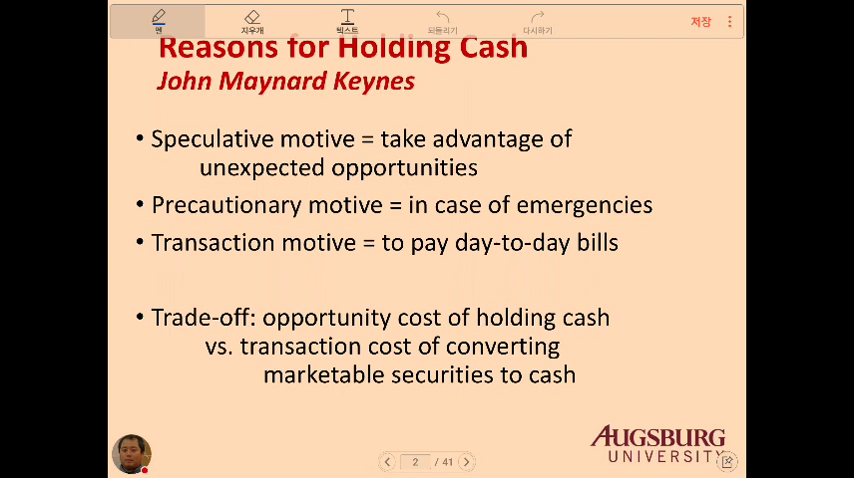 펜 지우개 텍스트 되돌리기 다시하기 저장
Reasons for Holding Cash
John Maynard Keynes
• Speculative motive = take advantage of
unexpected opportunities
• Precautionary motive = in case of emergencies
• Transaction motive = to pay day-to-day bills
• Trade-off: opportunity cost of holding cash
vs. transaction cost of converting
marketable securities to cash
AUGSBURG
UNIVERSITY
2 / 41